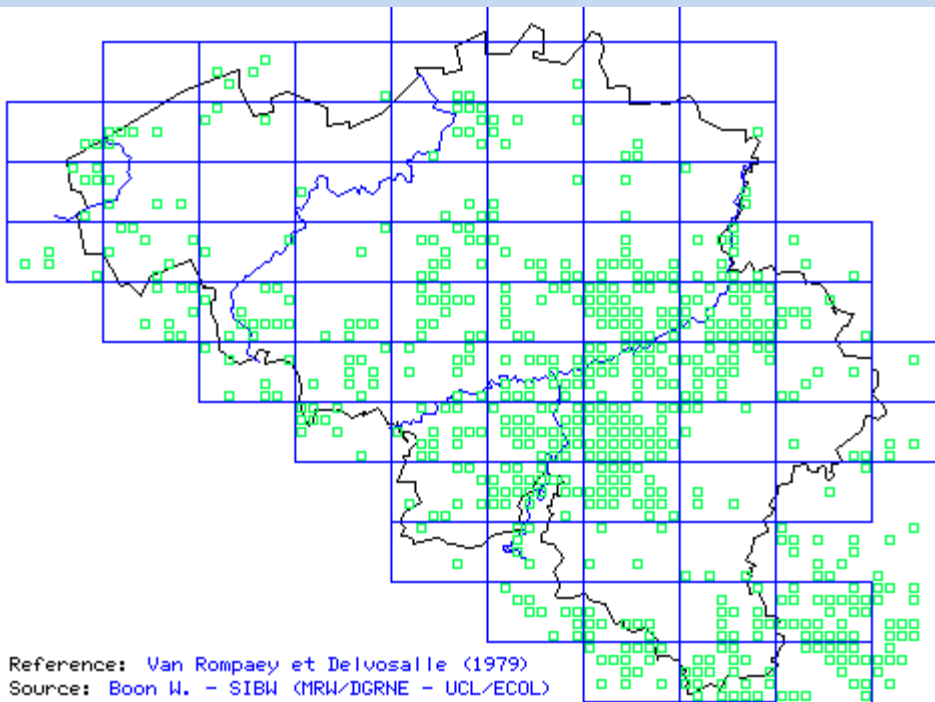 Reference: Van Rompaey et Delvosalle (1979)
Source: Boon W. - SIBW (MRW/DGRNE - UCL/ECOL)